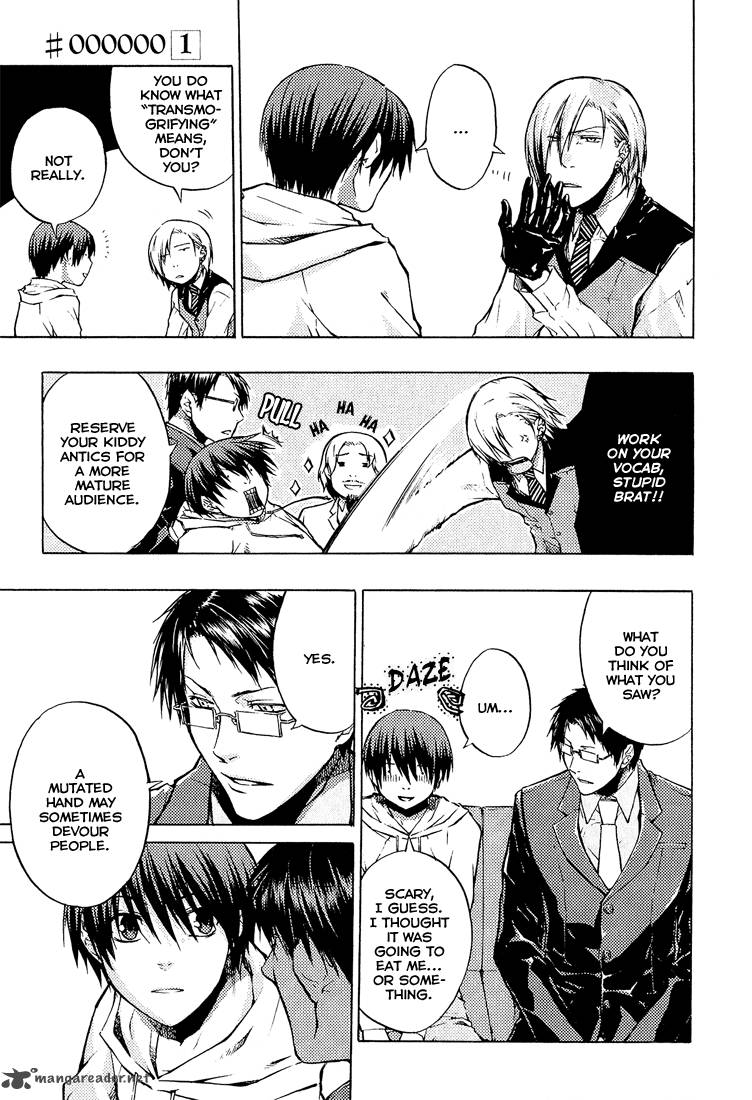 #000000 1
...
YOU DO
KNOW WHAT
"TRANSMO-
GRIFYING"
MEANS,
DON'T
YOU?
NOT
REALLY.
WORK
ON YOUR
VOCAB,
STUPID
BRAT!!
HA HA HA
PULL
RESERVE
YOUR KIDDY
ANTICS FOR
A MORE
MATURE
AUDIENCE.
WHAT
DO YOU
THINK OF
WHAT YOU
SAW?
UM...
DAZE
SCARY,
I GUESS.
I THOUGHT
IT WAS
GOING TO
EAT ME...
OR SOME-
THING.
YES.
A
MUTATED
HAND MAY
SOMETIMES
DEVOUR
PEOPLE.
mangareader.net